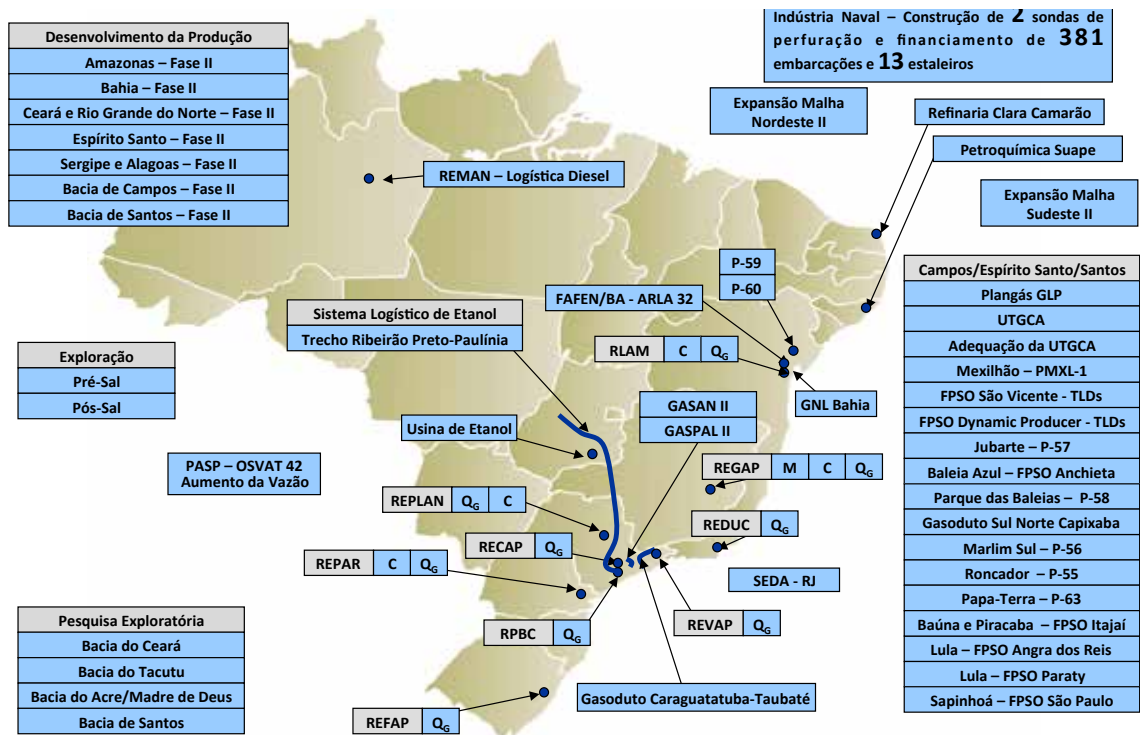 Indústria Naval – Construção de 2 sondas de
perfuração e financiamento de 381
embarcações e 13 estaleiros
Desenvolvimento da Produção
Amazonas – Fase II
Bahia – Fase II
Ceará e Rio Grande do Norte – Fase II
Espírito Santo – Fase II
Sergipe e Alagoas – Fase II
Bacia de Campos – Fase II
Bacia de Santos – Fase II
Expansão Malha
Nordeste II
Refinaria Clara Camarão
Petroquímica Suape
REMAN – Logística Diesel
Expansão Malha
Sudeste II
P-59
P-60
FAFEN/BA - ARLA 32
Sistema Logístico de Etanol
Trecho Ribeirão Preto-Paulínia
RLAM C QG
GNL Bahia
Exploração
Pré-Sal
Pós-Sal
GASAN II
GASPAL II
Usina de Etanol
PASP – OSVAT 42
Aumento da Vazão
REGAP M C QG
REPLAN QG C
REDUC QG
RECAP QG
REPAR C QG
SEDA - RJ
RPBC QG
REVAP QG
Gasoduto Caraguatatuba-Taubaté
REFAP QG
Pesquisa Exploratória
Bacia do Ceará
Bacia do Tacutu
Bacia do Acre/Madre de Deus
Bacia de Santos
Campos/Espírito Santo/Santos
Plangás GLP
UTGCA
Adequação da UTGCA
Mexilhão – PMXL-1
FPSO São Vicente - TLDs
FPSO Dynamic Producer - TLDs
Jubarte – P-57
Baleia Azul – FPSO Anchieta
Parque das Baleias – P-58
Gasoduto Sul Norte Capixaba
Marlim Sul – P-56
Roncador – P-55
Papa-Terra – P-63
Baúna e Piracaba – FPSO Itajaí
Lula – FPSO Angra dos Reis
Lula – FPSO Paraty
Sapinhoá – FPSO São Paulo